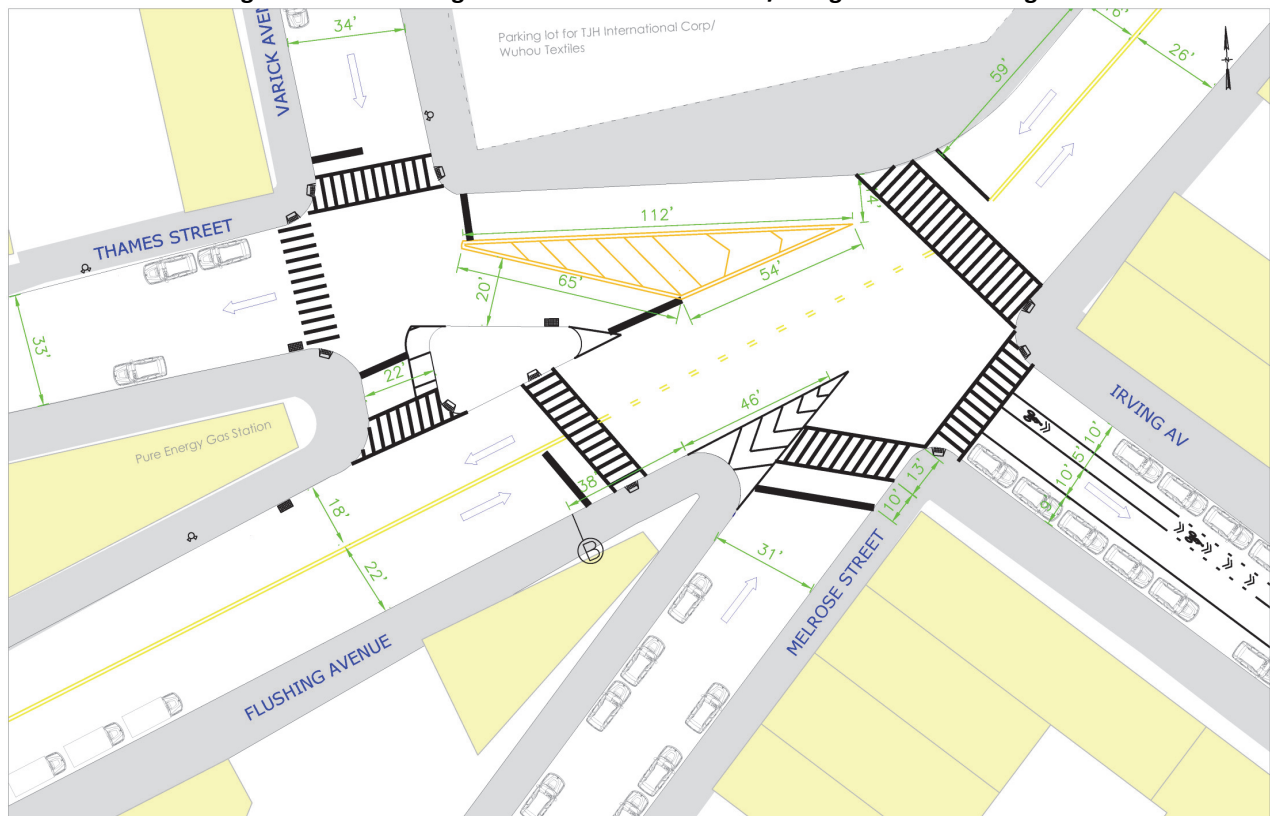 VARICK AVEN
34'
Parking lot for TJH International Corp/
Wuhou Textiles
26'
59'
THAMES STREET
112'
65'
54'
20'
33'
22'
46'
IRVING AV
Pure Energy Gas Station
38
18'
22'
B
31'
10'
13'
10'
5'
10'
MELROSE STREET
FLUSHING AVENUE